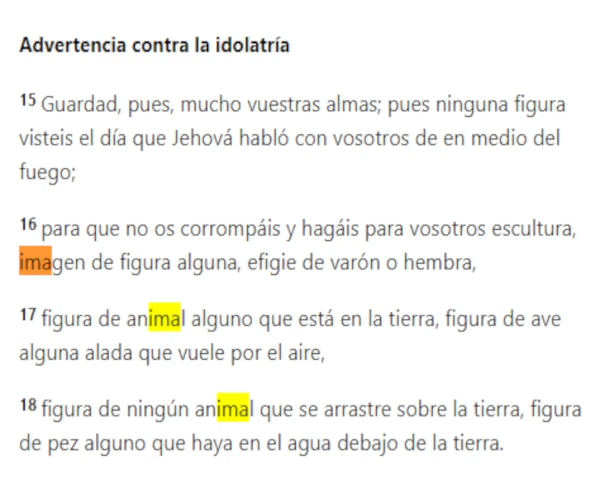 Advertencia contra la idolatría
15 Guardad, pues, mucho vuestras almas; pues ninguna figura
visteis el día que Jehová habló con vosotros de en medio del
fuego;
16 para que no os corrompáis y hagáis para vosotros escultura,
imagen de figura alguna, efigie de varón o hembra,
17 figura de animal alguno que está en la tierra, figura de ave
alguna alada que vuele por el aire,
18 figura de ningún animal que se arrastre sobre la tierra, figura
de pez alguno que haya en el agua debajo de la tierra.